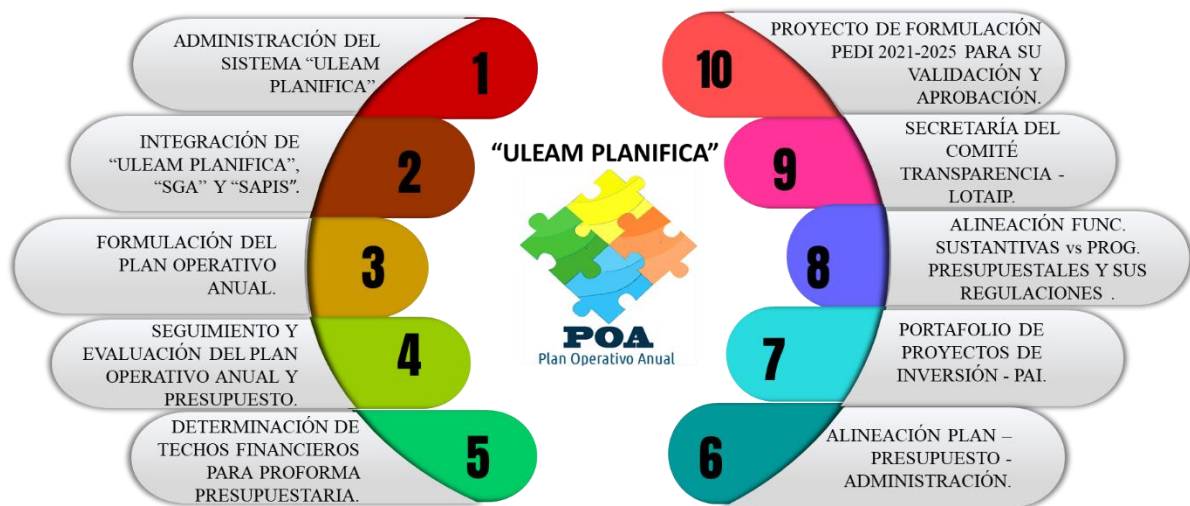 1
ADMINISTRACIÓN DEL
SISTEMA “ULEAM
PLANIFICA”.
2
INTEGRACIÓN DE
“ULEAM PLANIFICA”,
“SGA” Y “SAPIS”.
3
FORMULACIÓN DEL
PLAN OPERATIVO
ANUAL.
4
SEGUIMIENTO Y
EVALUACIÓN DEL PLAN
OPERATIVO ANUAL Y
PRESUPUESTO.
5
DETERMINACIÓN DE
TECHOS FINANCIEROS
PARA PROFORMA
PRESUPUESTARIA.
“ULEAM PLANIFICA”
POA
Plan Operativo Anual
10
PROYECTO DE FORMULACIÓN
PEDI 2021-2025 PARA SU
VALIDACIÓN Y
APROBACIÓN.
9
SECRETARÍA DEL
COMITÉ
TRANSPARENCIA -
LOTAIP.
8
ALINEACIÓN FUNC.
SUSTANTIVAS vs PROG.
PRESUPUESTALES Y SUS
REGULACIONES .
7
PORTAFOLIO DE
PROYECTOS DE
INVERSIÓN - PAI.
6
ALINEACIÓN PLAN –
PRESUPUESTO -
ADMINISTRACIÓN.